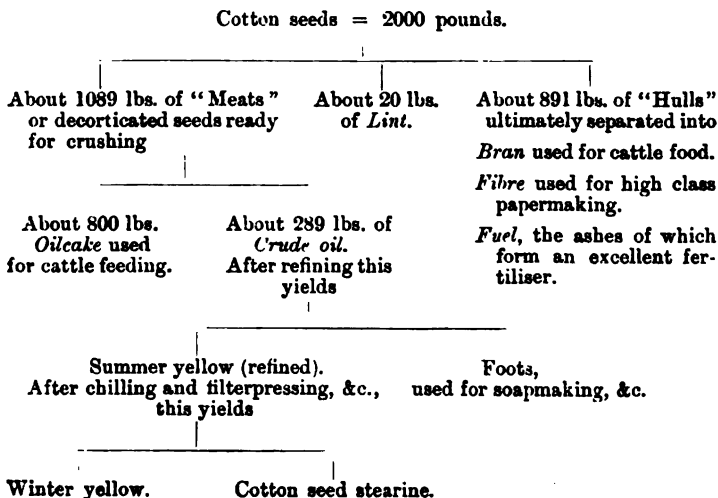 Cotton seeds = 2000 pounds.
About 1089 lbs. of “Meats”
or decorticated seeds ready
for crushing
About 20 lbs.
of Lint.
About 891 lbs. of “Hulls”
ultimately separated into
Bran used for cattle food.
Fibre used for high class
papermaking.
Fuel, the ashes of which
form an excellent fer-
tiliser.
About 800 lbs.
Oilcake used
for cattle feeding.
About 289 lbs. of
Crude oil.
After refining this
yields
Summer yellow (refined).
After chilling and filterpressing, &c.,
this yields
Foots,
used for soapmaking, &c.
Winter yellow.
Cotton seed stearine.